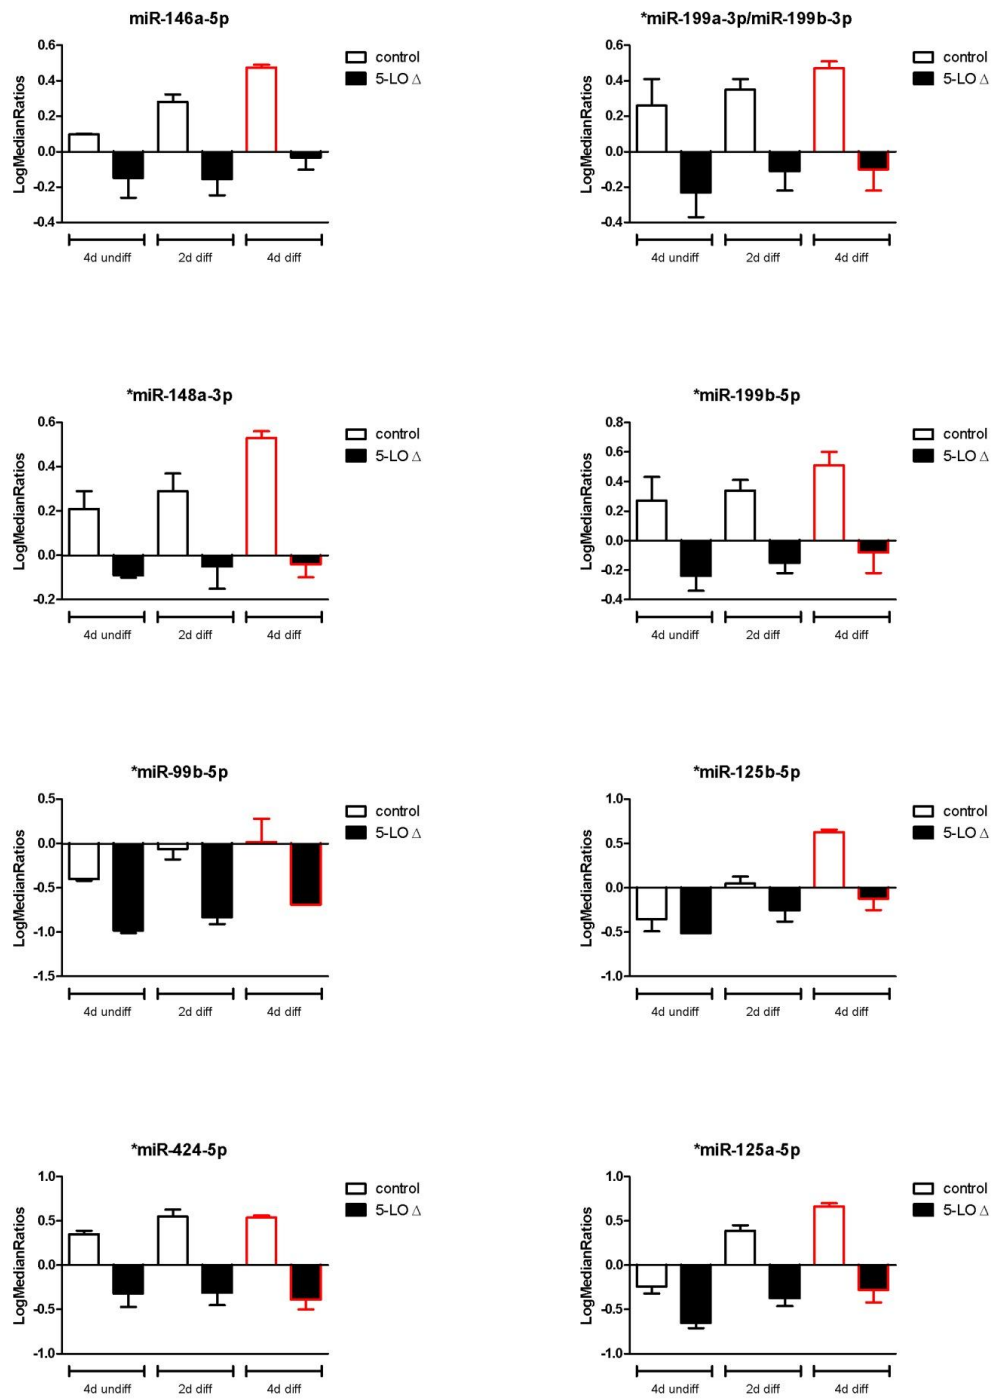 miR-146a-5p
LogMedianRatios
0.6
0.4
0.2
0.0
-0.2
-0.4
control
5-LO Δ
4d undiff 2d diff 4d diff
*miR-199a-3p/miR-199b-3p
LogMedianRatios
0.6
0.4
0.2
0.0
-0.2
-0.4
control
5-LO Δ
4d undiff 2d diff 4d diff
*miR-148a-3p
LogMedianRatios
0.6
0.4
0.2
0.0
-0.2
control
5-LO Δ
4d undiff 2d diff 4d diff
*miR-199b-5p
LogMedianRatios
0.8
0.6
0.4
0.2
0.0
-0.2
-0.4
control
5-LO Δ
4d undiff 2d diff 4d diff
*miR-99b-5p
LogMedianRatios
0.5
0.0
-0.5
-1.0
-1.5
control
5-LO Δ
4d undiff 2d diff 4d diff
*miR-125b-5p
LogMedianRatios
1.0
0.5
0.0
-0.5
-1.0
control
5-LO Δ
4d undiff 2d diff 4d diff
*miR-424-5p
LogMedianRatios
1.0
0.5
0.0
-0.5
-1.0
control
5-LO Δ
4d undiff 2d diff 4d diff
*miR-125a-5p
LogMedianRatios
1.0
0.5
0.0
-0.5
-1.0
control
5-LO Δ
4d undiff 2d diff 4d diff